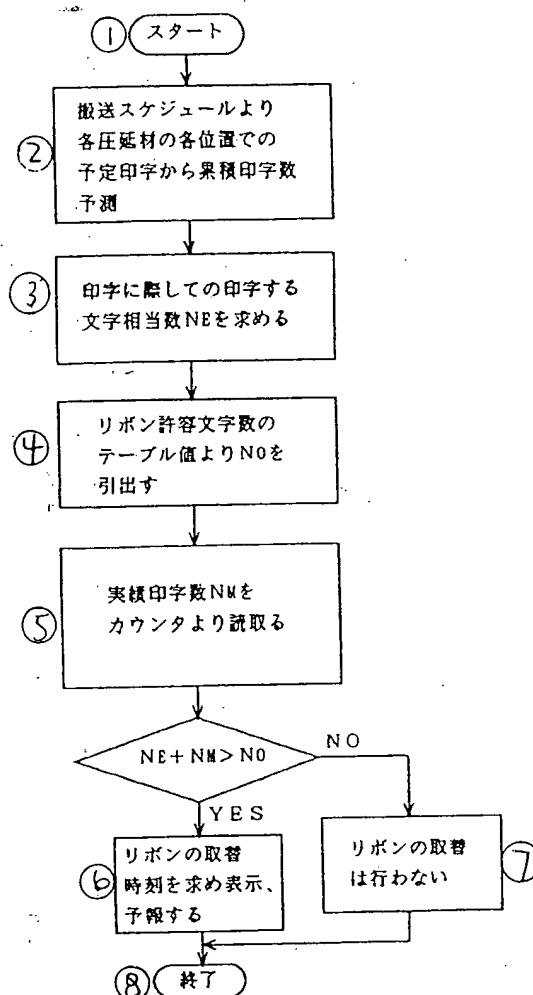 ① スタート
搬送スケジュールより
② 各圧延材の各位置での
予定印字から累積印字数
予測
③ 印字に際しての印字する
文字相当数NEを求める
④ リボン許容文字数の
テーブル値よりN0を
引出す
⑤ 実績印字数NMを
カウンタより読取る
NE+NM>N0
NO
YES
⑥ リボンの取替
時刻を求め表示、
予報する
リボンの取替
は行わない ⑦
⑧ 終了